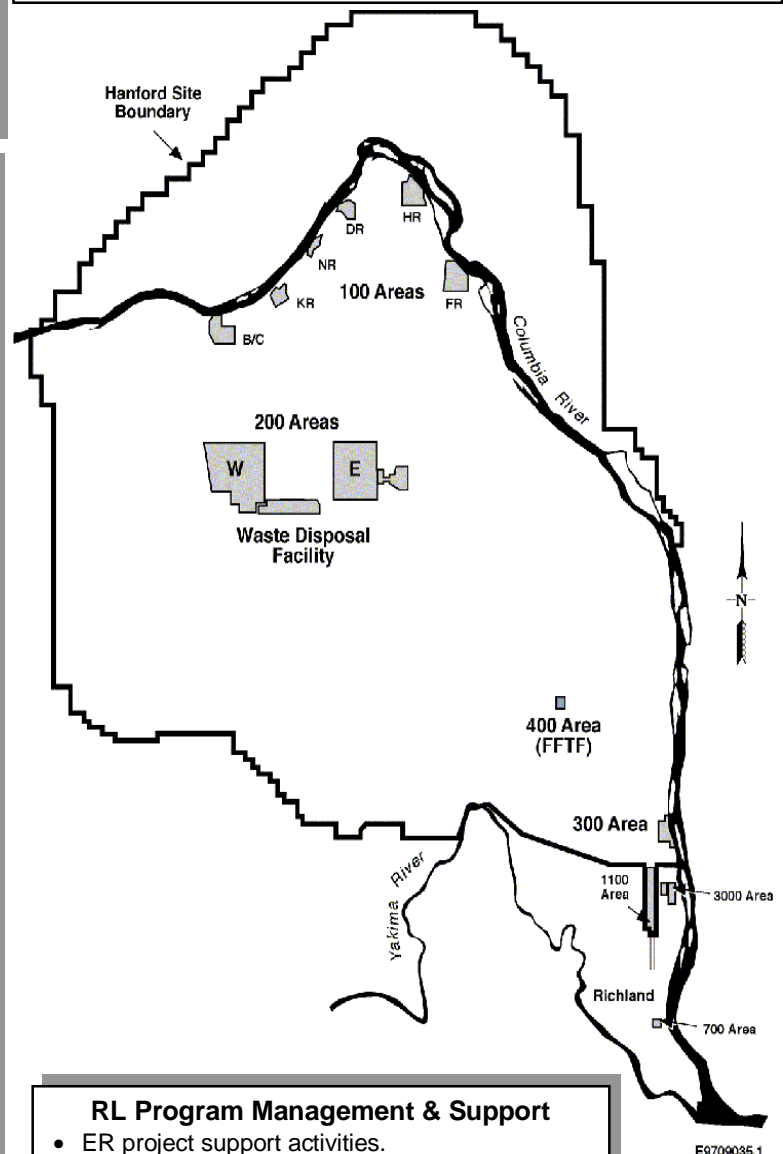 Hanford Site
Boundary
DR
HR
NR
100 Areas
KR
FR
B/C
Columbia River
200 Areas
W
E
Waste Disposal
Facility
N
400 Area
(FFTF)
300 Area
Yakima River
1100
Area
3000 Area
Richland
700 Area
RL Program Management & Support
• ER project support activities.
E9709035.1